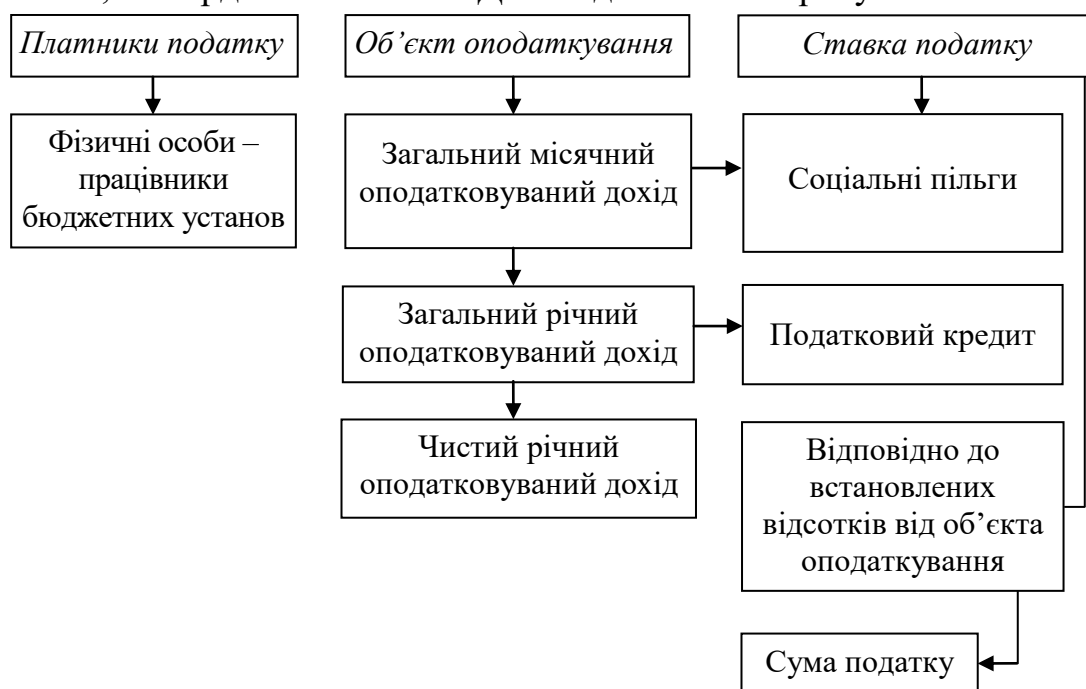 Платники податку
Об’єкт оподаткування
Ставка податку
Фізичні особи –
працівники
бюджетних установ
Загальний місячний
оподатковуваний дохід
Соціальні пільги
Загальний річний
оподатковуваний дохід
Податковий кредит
Чистий річний
оподатковуваний дохід
Відповідно до
встановлених
відсотків від об’єкта
оподаткування
Сума податку